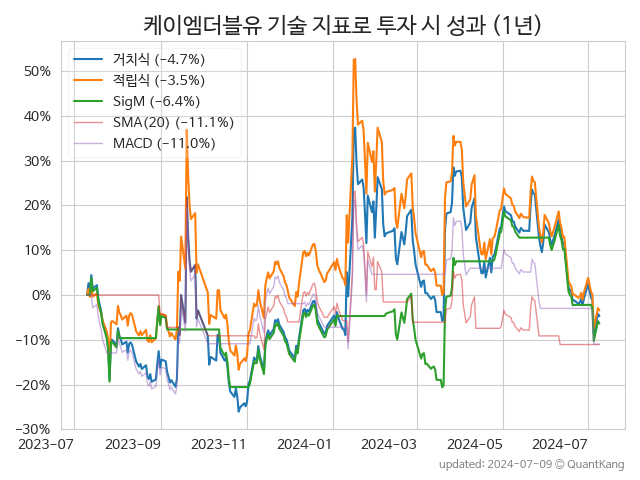 케이엠더블유 기술 지표로 투자 시 성과 (1년)
거치식 (−4.7%)
적립식 (−3.5%)
SigM (−6.4%)
SMA(20) (−11.1%)
MACD (−11.0%)
50%
40%
30%
20%
10%
0%
−10%
−20%
−30%
2023-07 2023-09 2023-11 2024-01 2024-03 2024-05 2024-07
updated: 2024-07-09 © QuantKang